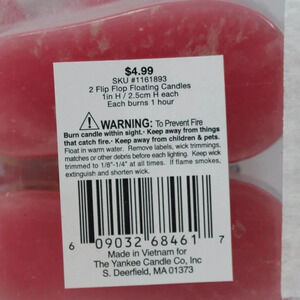 $4.99
SKU #1161893
2 Flip Flop Floating Candles
1in H / 2.5cm H each
Each burns 1 hour
WARNING: To Prevent Fire
Burn candle within sight. • Keep away from things
that catch fire. • Keep away from children & pets.
Float in warm water. Remove labels, wick trimmings,
matches or other debris before each lighting. Keep wick
trimmed to 1/8"-1/4" at all times. If flame smokes,
extinguish and shorten wick.
6 09032 68461 7
Made in Vietnam for
The Yankee Candle Co, Inc
S. Deerfield, MA 01373